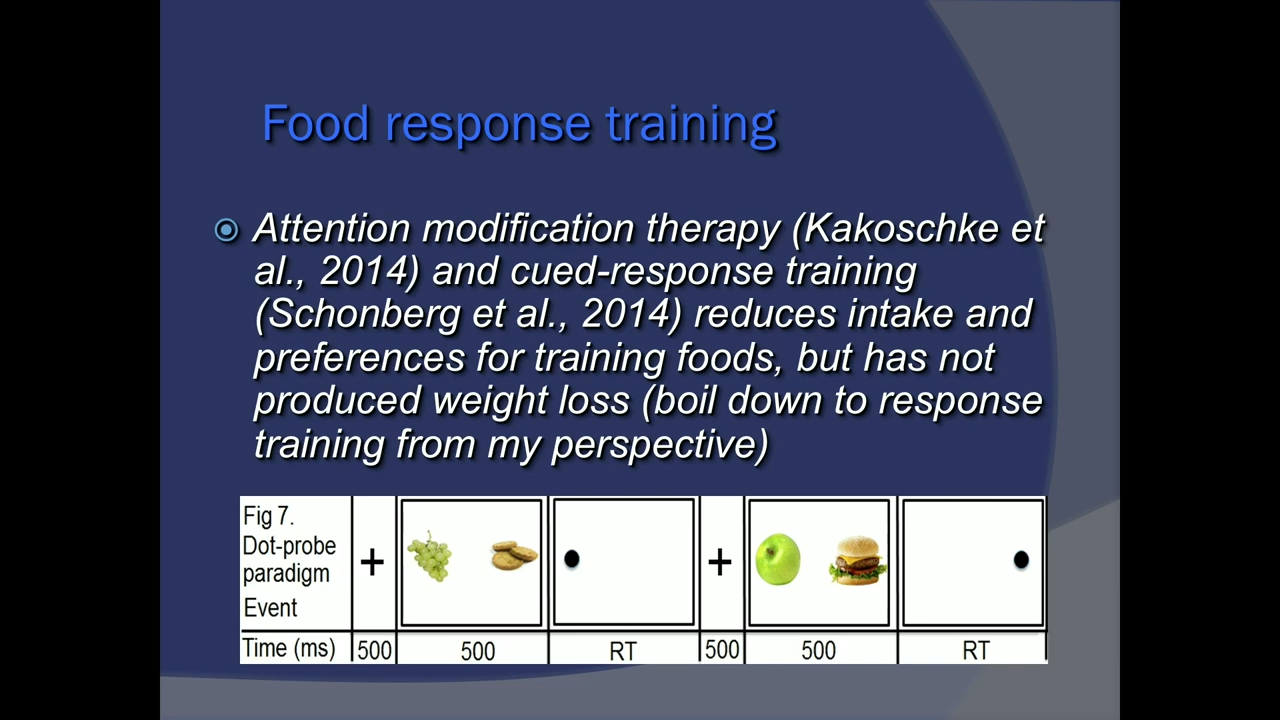 Food response training
Attention modification therapy (Kakoschke et
al., 2014) and cued-response training
(Schonberg et al., 2014) reduces intake and
preferences for training foods, but has not
produced weight loss (boil down to response
training from my perspective)
Fig 7.
Dot-probe
paradigm
Event
+ +
Time (ms) 500 500 RT 500 500 RT